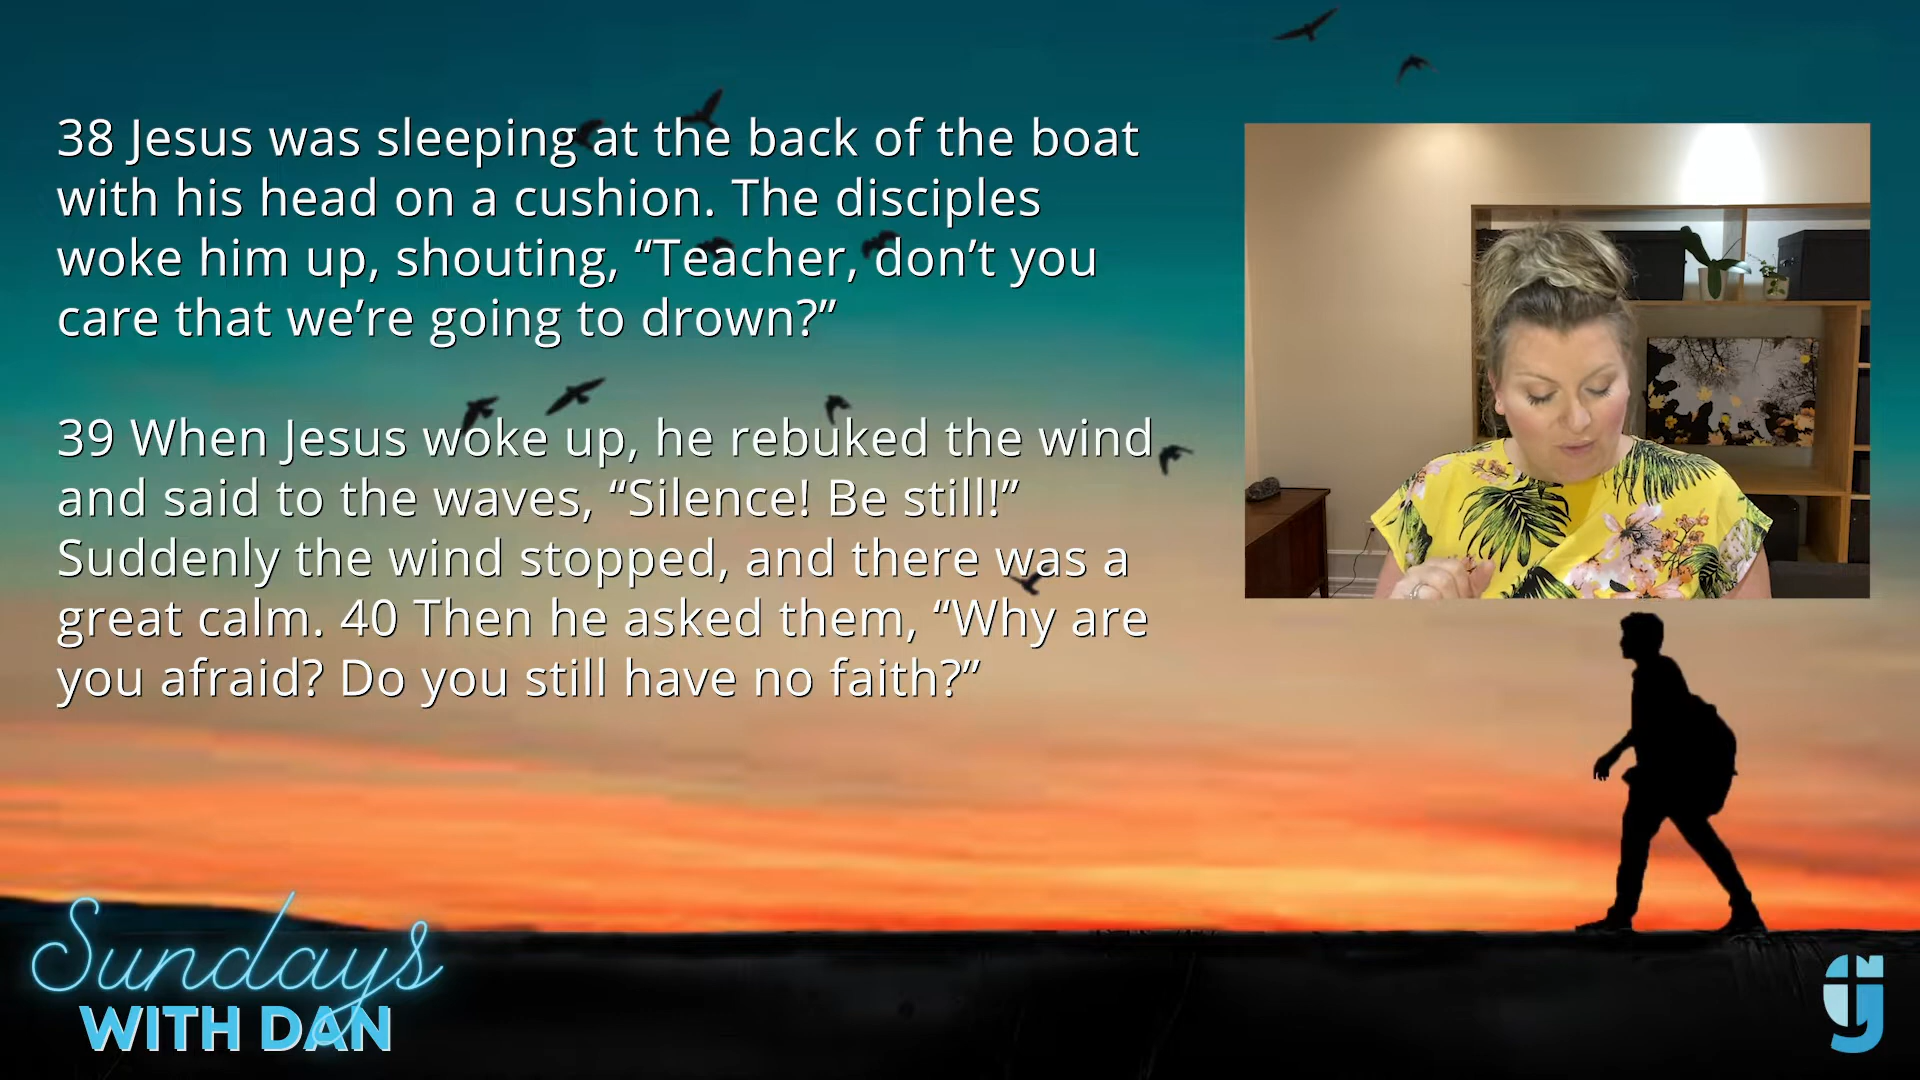 38 Jesus was sleeping at the back of the boat
with his head on a cushion. The disciples
woke him up, shouting, “Teacher, don’t you
care that we’re going to drown?”
39 When Jesus woke up, he rebuked the wind
and said to the waves, “Silence! Be still!”
Suddenly the wind stopped, and there was a
great calm. 40 Then he asked them, “Why are
you afraid? Do you still have no faith?”
Sundays
WITH DAN